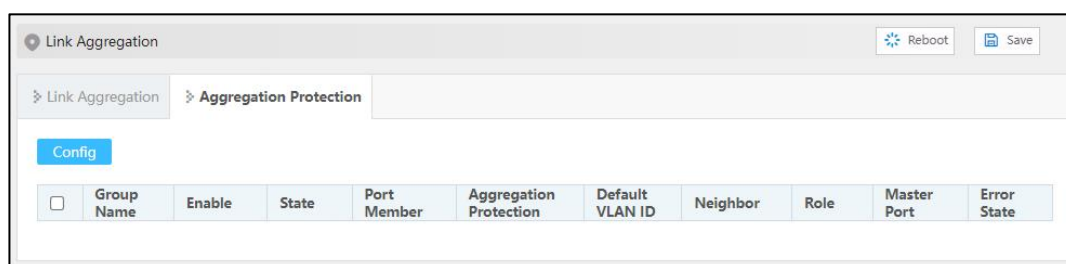 Link Aggregation
Reboot
Save
Link Aggregation
Aggregation Protection
Config
Group Name
Enable
State
Port Member
Aggregation Protection
Default VLAN ID
Neighbor
Role
Master Port
Error State